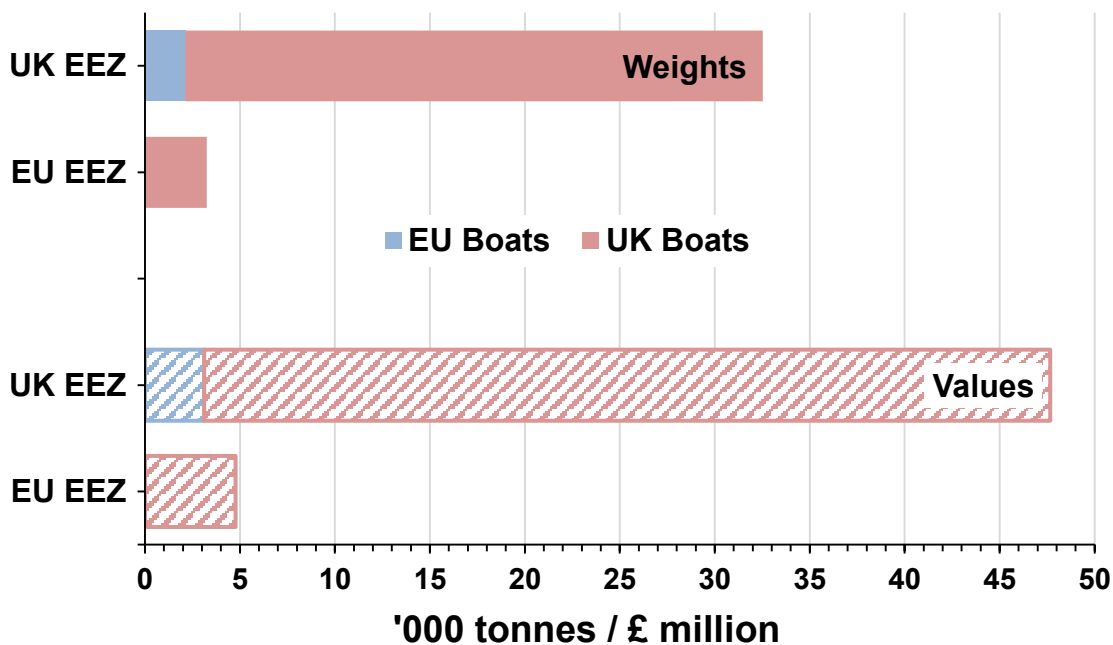 UK EEZ
Weights
EU EEZ
EU Boats UK Boats
UK EEZ
Values
EU EEZ
0 5 10 15 20 25 30 35 40 45 50
'000 tonnes / £ million